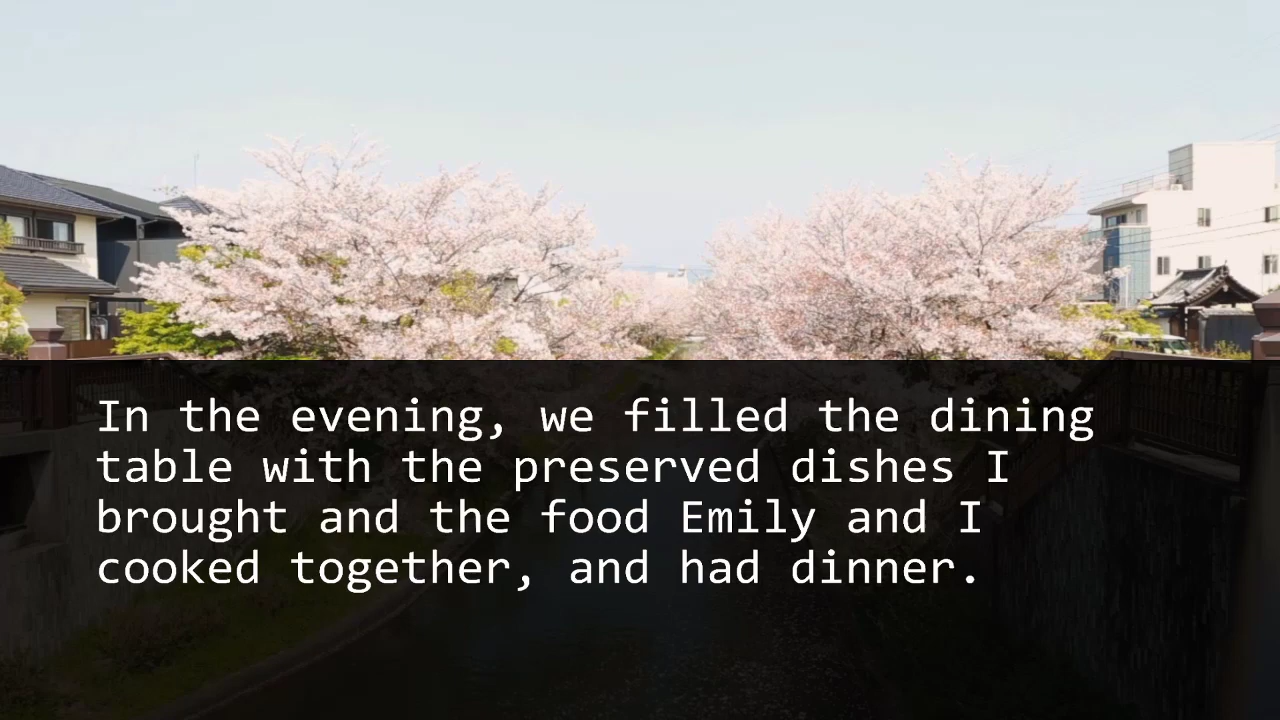 In the evening, we filled the dining
table with the preserved dishes I
brought and the food Emily and I
cooked together, and had dinner.